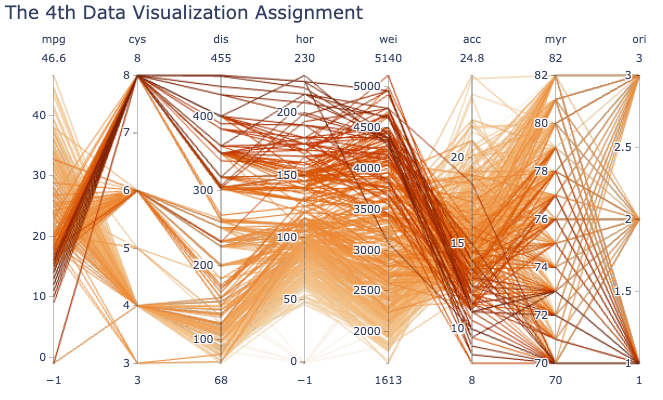 The 4th Data Visualization Assignment
mpg cys dis hor wei acc myr ori
46.6 8 455 230 5140 24.8 82 3
8 82 3
5000
40 400 200 4500 80 2.5
7 20
30 6 300 150 4000 78
3500 76 2
20 5 200 100 3000 15 74
10 4 50 2500 72 1.5
100 2000 10
0 3 0 70 1
−1 3 68 −1 1613 8 70 1